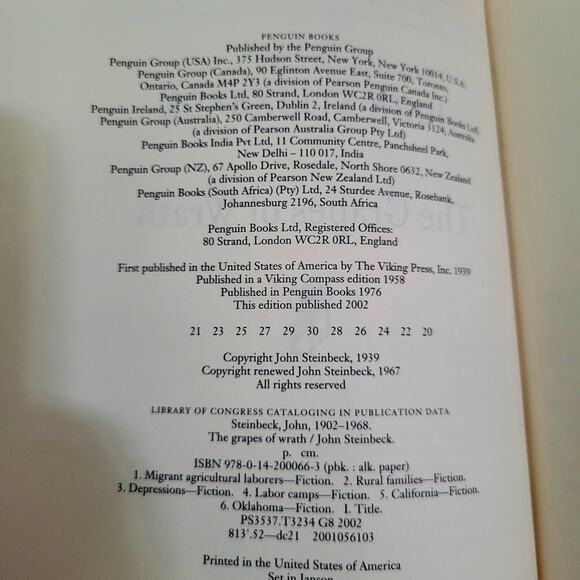 PENGUIN BOOKS
Published by the Penguin Group
Penguin Group (USA) Inc., 375 Hudson Street, New York, New York 10014, U.S.A.
Penguin Group (Canada), 90 Eglinton Avenue East, Suite 700, Toronto,
Ontario, Canada M4P 2Y3 (a division of Pearson Penguin Canada Inc.)
Penguin Books Ltd, 80 Strand, London WC2R 0RL, England
Penguin Ireland, 25 St Stephen's Green, Dublin 2, Ireland (a division of Penguin Books Ltd)
Penguin Group (Australia), 250 Camberwell Road, Camberwell, Victoria 3124, Australia
(a division of Pearson Australia Group Pty Ltd)
Penguin Books India Pvt Ltd, 11 Community Centre, Panchsheel Park,
New Delhi – 110 017, India
Penguin Group (NZ), 67 Apollo Drive, Rosedale, North Shore 0632, New Zealand
(a division of Pearson New Zealand Ltd)
Penguin Books (South Africa) (Pty) Ltd, 24 Sturdee Avenue, Rosebank,
Johannesburg 2196, South Africa
Penguin Books Ltd, Registered Offices:
80 Strand, London WC2R 0RL, England
First published in the United States of America by The Viking Press, Inc. 1939
Published in a Viking Compass edition 1958
Published in Penguin Books 1976
This edition published 2002
21 23 25 27 29 30 28 26 24 22 20
Copyright John Steinbeck, 1939
Copyright renewed John Steinbeck, 1967
All rights reserved
LIBRARY OF CONGRESS CATALOGING IN PUBLICATION DATA
Steinbeck, John, 1902–1968.
The grapes of wrath / John Steinbeck.
p. cm.
ISBN 978-0-14-200066-3 (pbk. : alk. paper)
1. Migrant agricultural laborers—Fiction. 2. Rural families—Fiction.
3. Depressions—Fiction. 4. Labor camps—Fiction. 5. California—Fiction.
6. Oklahoma—Fiction. I. Title.
PS3537.T3234 G8 2002
813'.52—dc21 2001056103
Printed in the United States of America
Set in Janson